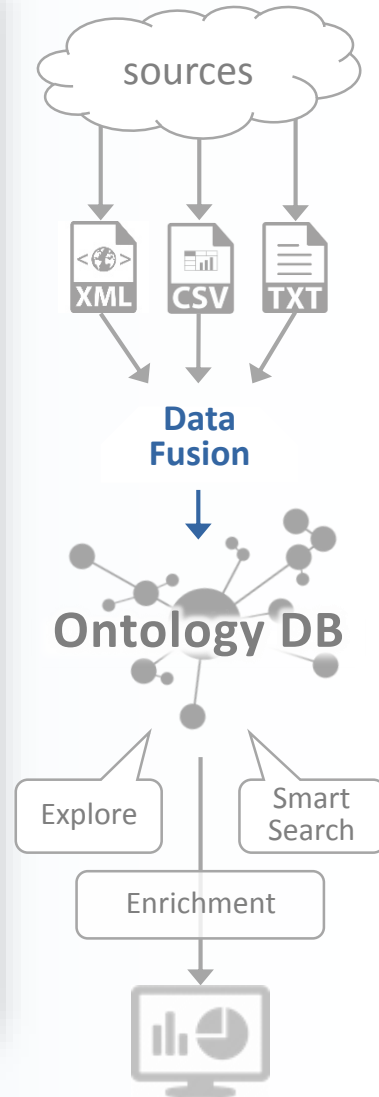 sources
XML
CSV
TXT
Data
Fusion
Ontology DB
Explore
Smart
Search
Enrichment